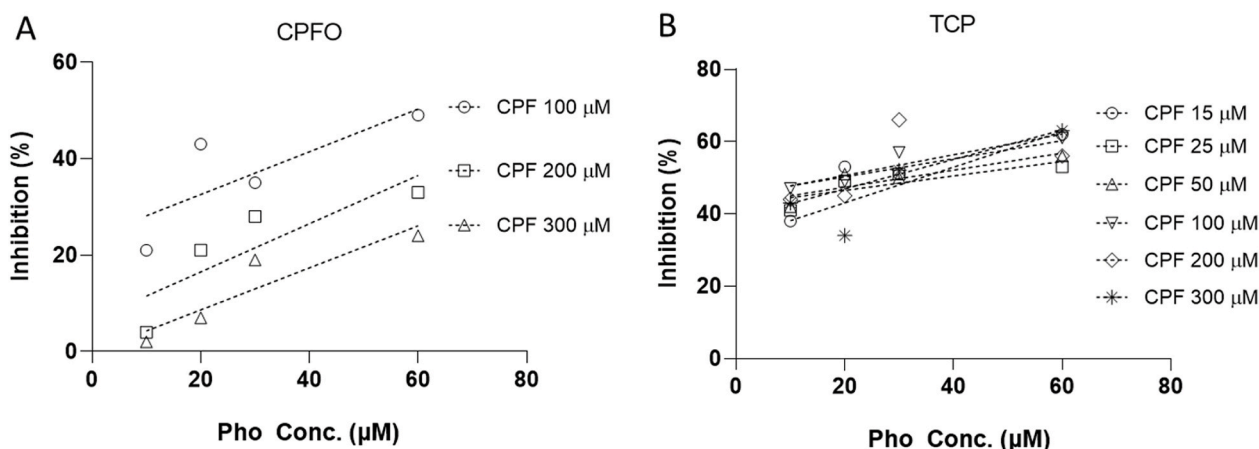 A
CPFO
60
40
20
0
Inhibition (%)
0 20 40 60 80
Pho Conc. (µM)
CPF 100 µM
CPF 200 µM
CPF 300 µM
B
TCP
80
60
40
20
0
Inhibition (%)
0 20 40 60 80
Pho Conc. (µM)
CPF 15 µM
CPF 25 µM
CPF 50 µM
CPF 100 µM
CPF 200 µM
CPF 300 µM